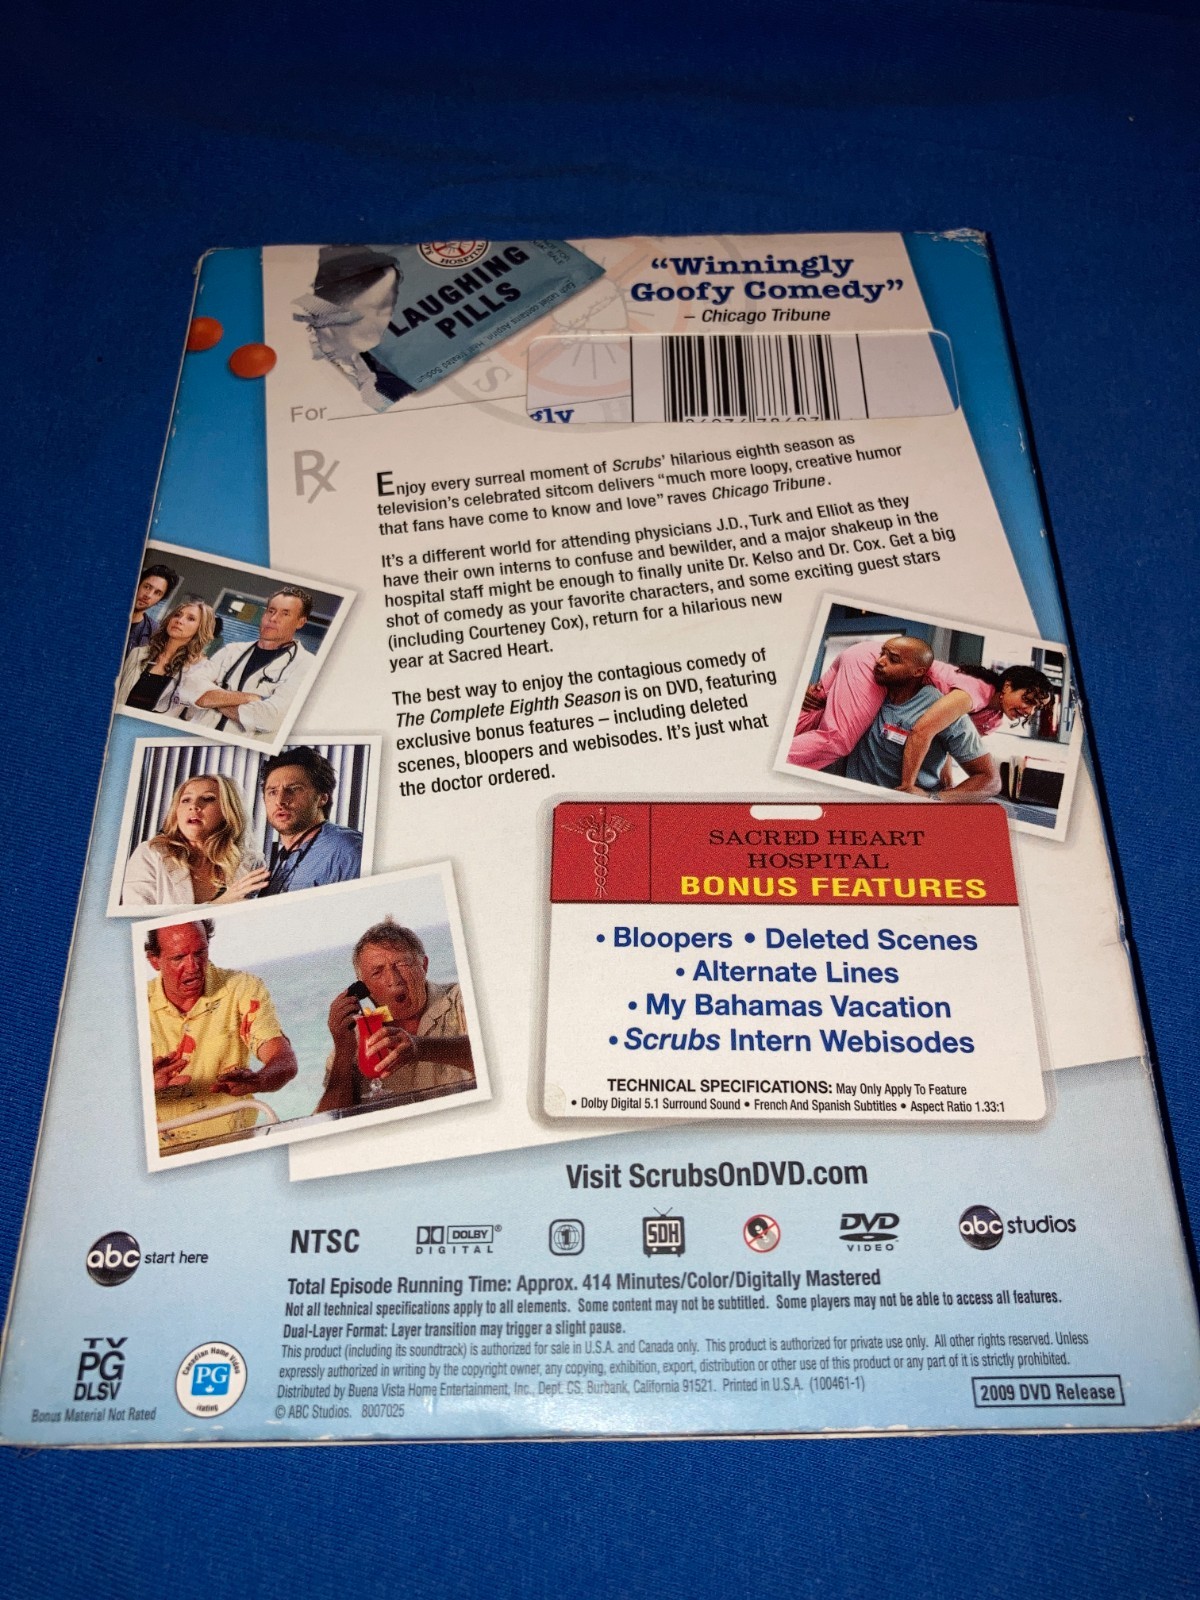 HOSPITAL
LAUGHING
PILLS
"Winningly
Goofy Comedy"
– Chicago Tribune
gly
For
Rx
Enjoy every surreal moment of Scrubs' hilarious eighth season as
television's celebrated sitcom delivers "much more loopy, creative humor
that fans have come to know and love" raves Chicago Tribune.
It's a different world for attending physicians J.D., Turk and Elliot as they
have their own interns to confuse and bewilder, and a major shakeup in the
hospital staff might be enough to finally unite Dr. Kelso and Dr. Cox. Get a big
shot of comedy as your favorite characters, and some exciting guest stars
(including Courteney Cox), return for a hilarious new
year at Sacred Heart.
The best way to enjoy the contagious comedy of
The Complete Eighth Season is on DVD, featuring
exclusive bonus features – including deleted
scenes, bloopers and webisodes. It's just what
the doctor ordered.
SACRED HEART
HOSPITAL
BONUS FEATURES
• Bloopers • Deleted Scenes
• Alternate Lines
• My Bahamas Vacation
• Scrubs Intern Webisodes
TECHNICAL SPECIFICATIONS: May Only Apply To Feature
• Dolby Digital 5.1 Surround Sound • French And Spanish Subtitles • Aspect Ratio 1.33:1
Visit ScrubsOnDVD.com
abc start here
NTSC
DOLBY
DIGITAL
1
SDH
DVD
VIDEO
abc studios
Total Episode Running Time: Approx. 414 Minutes/Color/Digitally Mastered
Not all technical specifications apply to all elements. Some content may not be subtitled. Some players may not be able to access all features.
Dual-Layer Format: Layer transition may trigger a slight pause.
This product (including its soundtrack) is authorized for sale in U.S.A. and Canada only. This product is authorized for private use only. All other rights reserved. Unless
expressly authorized in writing by the copyright owner, any copying, exhibition, export, distribution or other use of this product or any part of it is strictly prohibited.
Distributed by Buena Vista Home Entertainment, Inc., Dept. CS, Burbank, California 91521. Printed in U.S.A. (100461-1)
© ABC Studios. 8007025
2009 DVD Release
TV
PG
DLSV
Bonus Material Not Rated
Canadian Home Video
PG
Rating